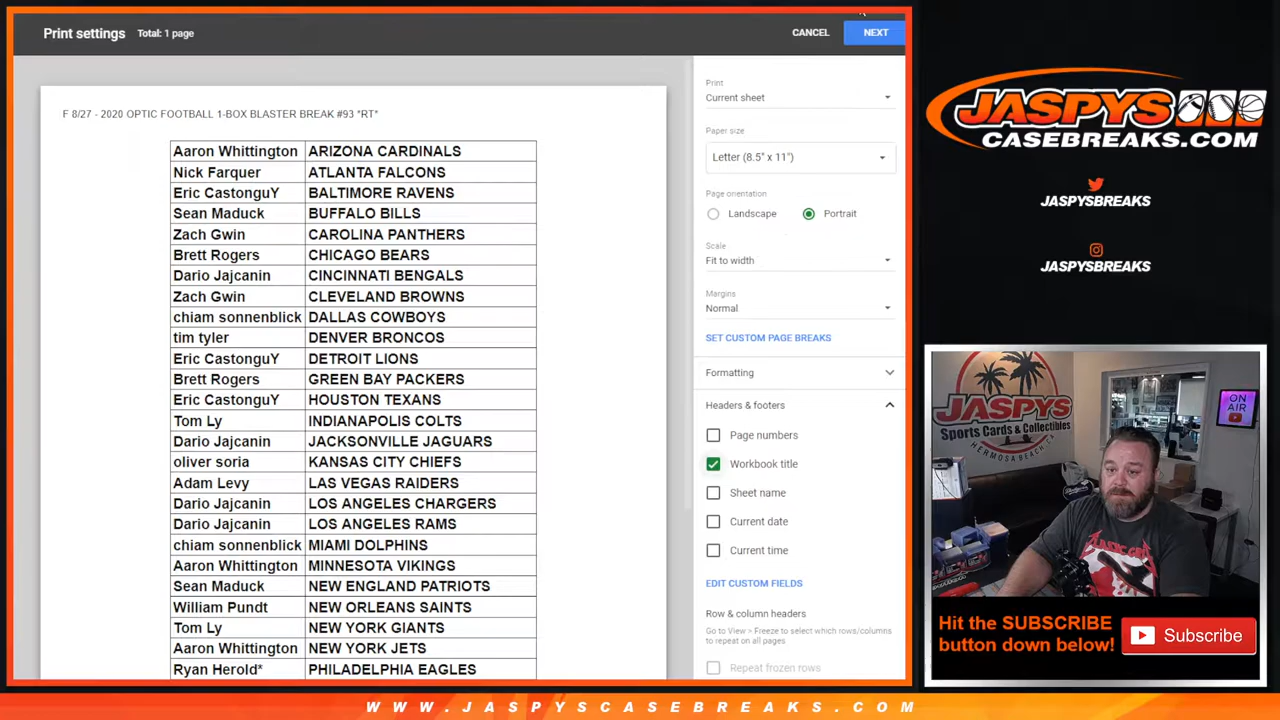 Print settings Total: 1 page CANCEL NEXT
F 8/27 - 2020 OPTIC FOOTBALL 1-BOX BLASTER BREAK #93 *RT*
Aaron Whittington ARIZONA CARDINALS
Nick Farquer ATLANTA FALCONS
Eric CastonguY BALTIMORE RAVENS
Sean Maduck BUFFALO BILLS
Zach Gwin CAROLINA PANTHERS
Brett Rogers CHICAGO BEARS
Dario Jajcanin CINCINNATI BENGALS
Zach Gwin CLEVELAND BROWNS
chiam sonnenblick DALLAS COWBOYS
tim tyler DENVER BRONCOS
Eric CastonguY DETROIT LIONS
Brett Rogers GREEN BAY PACKERS
Eric CastonguY HOUSTON TEXANS
Tom Ly INDIANAPOLIS COLTS
Dario Jajcanin JACKSONVILLE JAGUARS
oliver soria KANSAS CITY CHIEFS
Adam Levy LAS VEGAS RAIDERS
Dario Jajcanin LOS ANGELES CHARGERS
Dario Jajcanin LOS ANGELES RAMS
chiam sonnenblick MIAMI DOLPHINS
Aaron Whittington MINNESOTA VIKINGS
Sean Maduck NEW ENGLAND PATRIOTS
William Pundt NEW ORLEANS SAINTS
Tom Ly NEW YORK GIANTS
Aaron Whittington NEW YORK JETS
Ryan Herold* PHILADELPHIA EAGLES
Print
Current sheet
Paper size
Letter (8.5" x 11")
Page orientation
Landscape Portrait
Scale
Fit to width
Margins
Normal
SET CUSTOM PAGE BREAKS
Formatting
Headers & footers
Page numbers
Workbook title
Sheet name
Current date
Current time
EDIT CUSTOM FIELDS
Row & column headers
Go to View > Freeze to select which rows/columns
to repeat on all pages
Repeat frozen rows
JASPYS
CASEBREAKS.COM
JASPYSBREAKS
JASPYSBREAKS
JASPYS
Sports Cards & Collectibles
HERMOSA BEACH, CA
ON
AIR
Hit the SUBSCRIBE
button down below!
Subscribe
WWW.JASPYSCASEBREAKS.COM